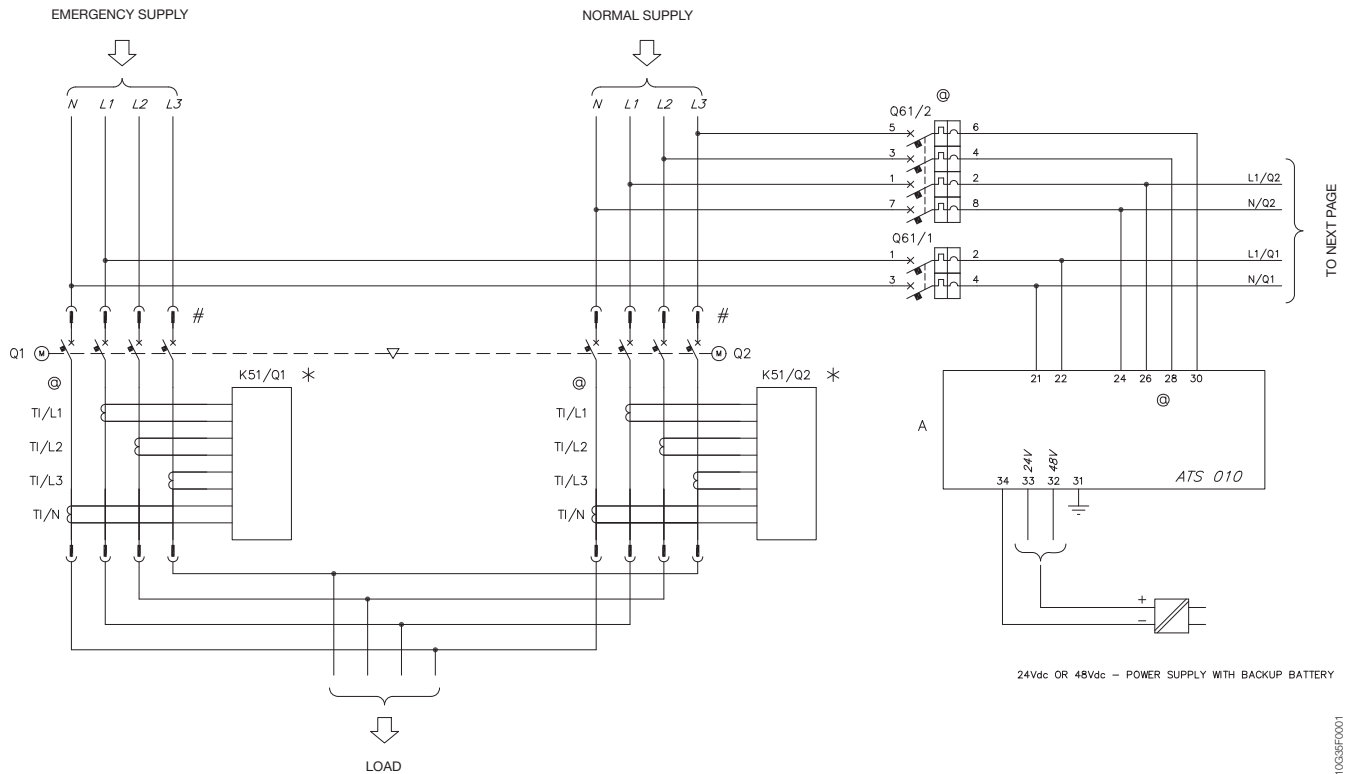 EMERGENCY SUPPLY
NORMAL SUPPLY
N L1 L2 L3
N L1 L2 L3
@
Q61/2
5 6
3 4
1 2 L1/Q2
7 8 N/Q2
Q61/1
1 2 L1/Q1
3 4 N/Q1
TO NEXT PAGE
#
#
Q1 M
M Q2
@
K51/Q1 *
@
K51/Q2 *
TI/L1
TI/L2
TI/L3
TI/N
TI/L1
TI/L2
TI/L3
TI/N
21 22 24 26 28 30
@
A
24V 48V
34 33 32 31
ATS 010
+
−
24Vdc OR 48Vdc – POWER SUPPLY WITH BACKUP BATTERY
LOAD
10G35F0001